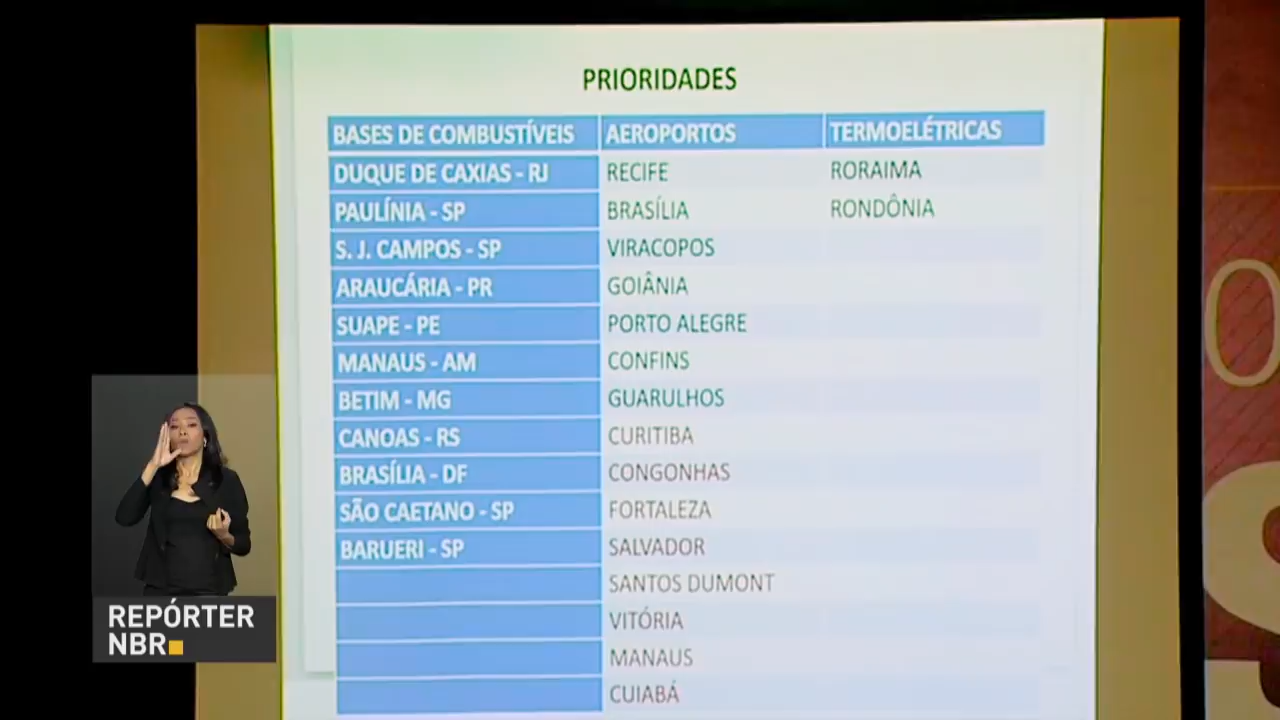 PRIORIDADES
BASES DE COMBUSTÍVEIS AEROPORTOS TERMOELÉTRICAS
DUQUE DE CAXIAS - RJ RECIFE RORAIMA
PAULÍNIA - SP BRASÍLIA RONDÔNIA
S. J. CAMPOS - SP VIRACOPOS
ARAUCÁRIA - PR GOIÂNIA
SUAPE - PE PORTO ALEGRE
MANAUS - AM CONFINS
BETIM - MG GUARULHOS
CANOAS - RS CURITIBA
BRASÍLIA - DF CONGONHAS
SÃO CAETANO - SP FORTALEZA
BARUERI - SP SALVADOR
SANTOS DUMONT
VITÓRIA
MANAUS
CUIABÁ
REPÓRTER
NBR